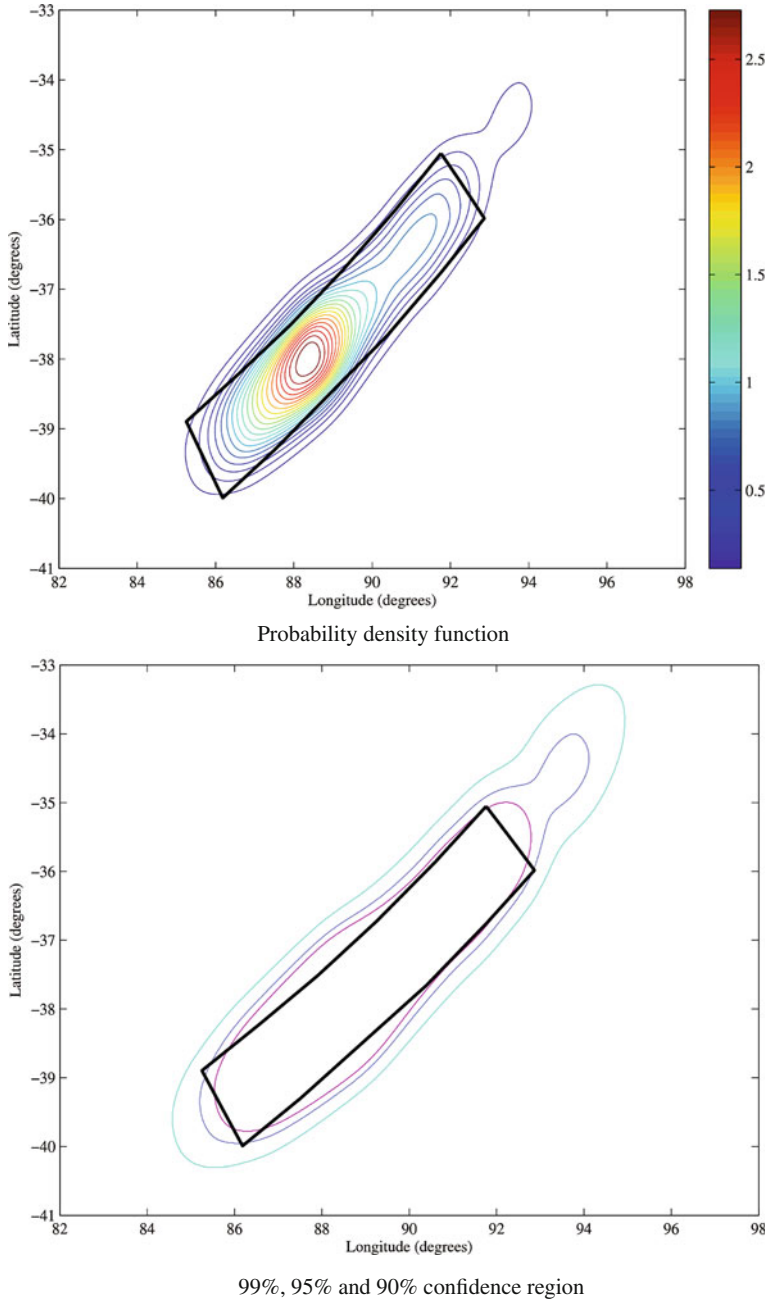 −33
−34
−35
−36
−37
−38
−39
−40
−41
Latitude (degrees)
82 84 86 88 90 92 94 96 98
Longitude (degrees)
2.5
2
1.5
1
0.5
Probability density function
−33
−34
−35
−36
−37
−38
−39
−40
−41
Latitude (degrees)
82 84 86 88 90 92 94 96 98
Longitude (degrees)
99%, 95% and 90% confidence region